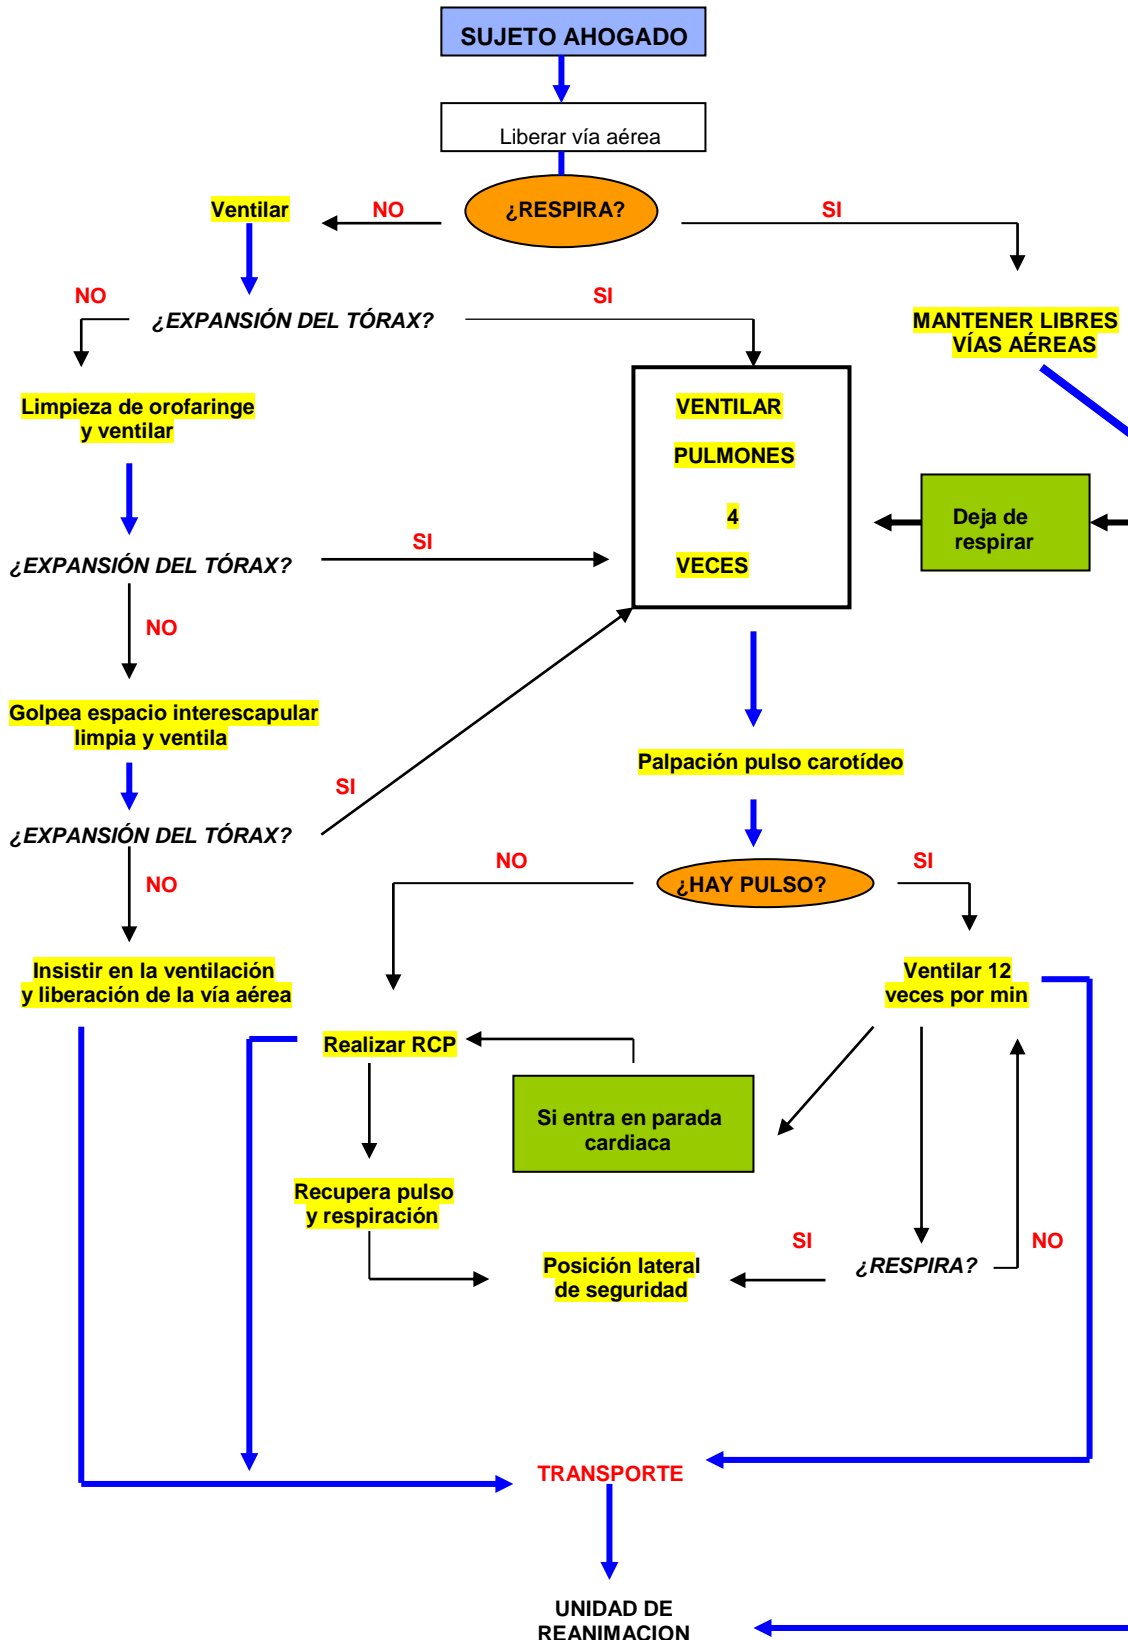 SUJETO AHOGADO
Liberar vía aérea
Ventilar
NO
¿RESPIRA?
SI
NO
¿EXPANSIÓN DEL TÓRAX?
SI
MANTENER LIBRES
VÍAS AÉREAS
Limpieza de orofaringe
y ventilar
VENTILAR
PULMONES
4
VECES
Deja de
respirar
¿EXPANSIÓN DEL TÓRAX?
SI
NO
Golpea espacio interescapular
limpia y ventila
SI
Palpación pulso carotídeo
¿EXPANSIÓN DEL TÓRAX?
NO
NO
¿HAY PULSO?
SI
Insistir en la ventilación
y liberación de la vía aérea
Ventilar 12
veces por min
Realizar RCP
Si entra en parada
cardiaca
Recupera pulso
y respiración
Posición lateral
de seguridad
SI
¿RESPIRA?
NO
TRANSPORTE
UNIDAD DE
REANIMACION